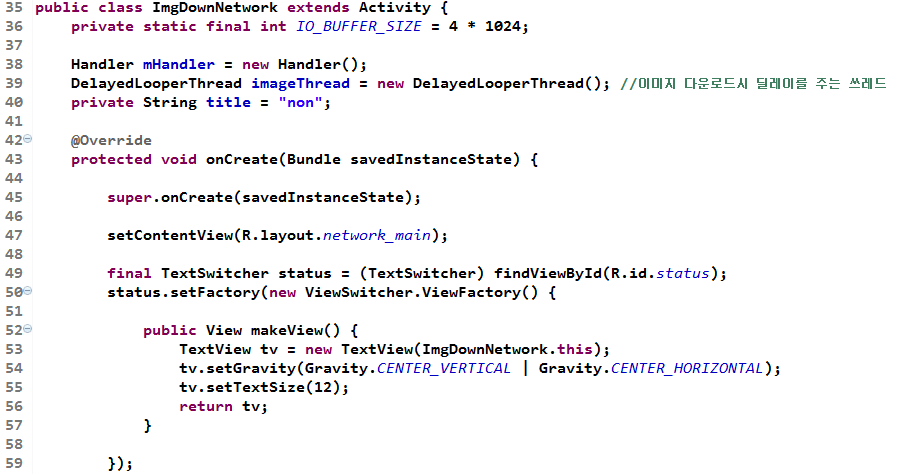 35 public class ImgDownNetwork extends Activity {
36     private static final int IO_BUFFER_SIZE = 4 * 1024;
37
38     Handler mHandler = new Handler();
39     DelayedLooperThread imageThread = new DelayedLooperThread(); //이미지 다운로드시 딜레이를 주는 쓰레드
40     private String title = "non";
41
42     @Override
43     protected void onCreate(Bundle savedInstanceState) {
44
45         super.onCreate(savedInstanceState);
46
47         setContentView(R.layout.network_main);
48
49         final TextSwitcher status = (TextSwitcher) findViewById(R.id.status);
50         status.setFactory(new ViewSwitcher.ViewFactory() {
51
52             public View makeView() {
53                 TextView tv = new TextView(ImgDownNetwork.this);
54                 tv.setGravity(Gravity.CENTER_VERTICAL | Gravity.CENTER_HORIZONTAL);
55                 tv.setTextSize(12);
56                 return tv;
57             }
58
59         });